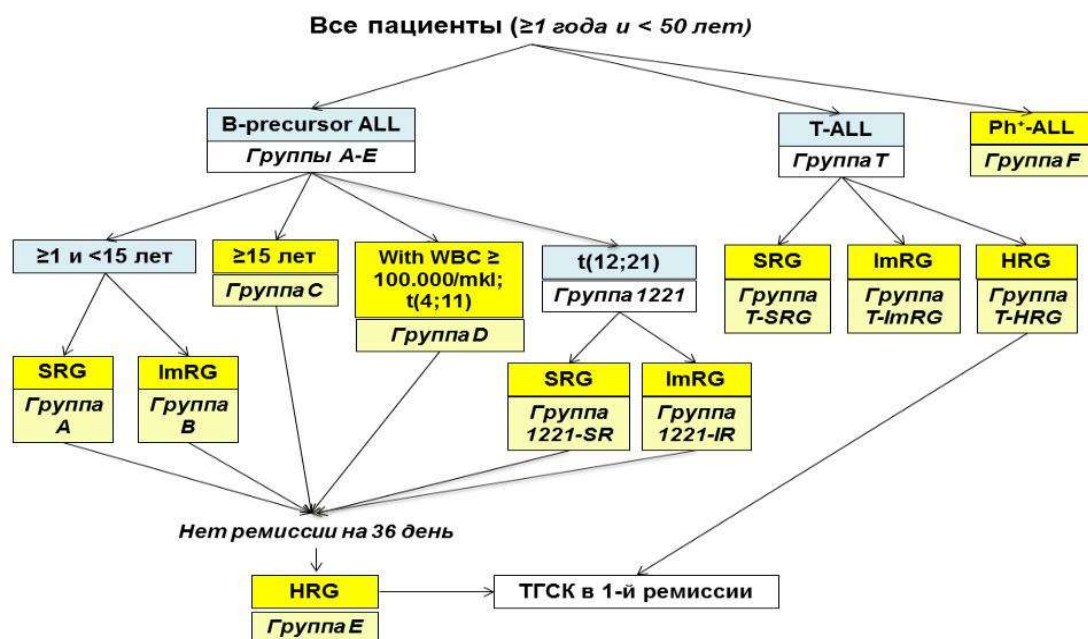 Все пациенты (≥1 года и < 50 лет)
B-precursor ALL
Группы A-E
T-ALL
Группа T
Ph⁺-ALL
Группа F
≥1 и <15 лет
≥15 лет
Группа C
With WBC ≥
100.000/mkl;
t(4;11)
Группа D
t(12;21)
Группа 1221
SRG
Группа
T-SRG
ImRG
Группа
T-ImRG
HRG
Группа
T-HRG
SRG
Группа
A
ImRG
Группа
B
SRG
Группа
1221-SR
ImRG
Группа
1221-IR
Нет ремиссии на 36 день
HRG
Группа E
ТГСК в 1-й ремиссии